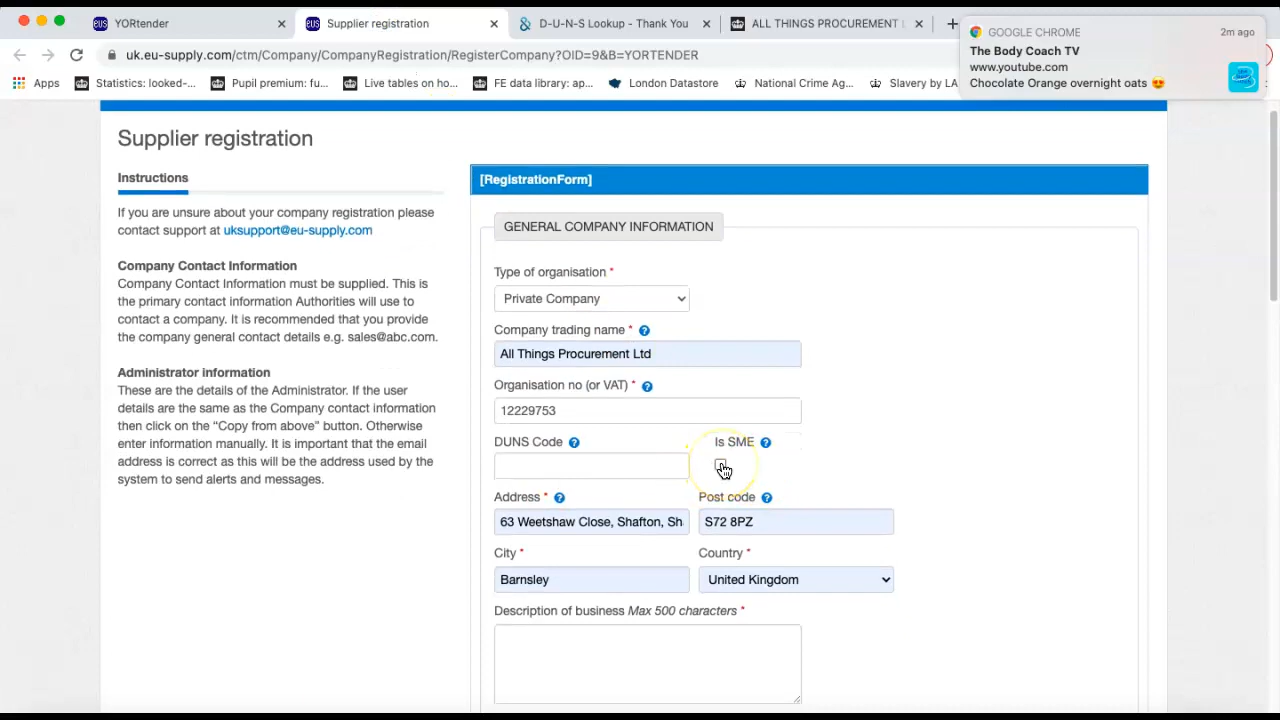 YORtender
Supplier registration
D-U-N-S Lookup - Thank You
ALL THINGS PROCUREMENT L
GOOGLE CHROME
2m ago
The Body Coach TV
www.youtube.com
Chocolate Orange overnight oats 😍
uk.eu-supply.com/ctm/Company/CompanyRegistration/RegisterCompany?OID=9&B=YORTENDER
Apps
Statistics: looked-...
Pupil premium: fu...
Live tables on ho...
FE data library: ap...
London Datastore
National Crime Ag...
Slavery by LA
Supplier registration
Instructions
If you are unsure about your company registration please
contact support at uksupport@eu-supply.com
Company Contact Information
Company Contact Information must be supplied. This is
the primary contact information Authorities will use to
contact a company. It is recommended that you provide
the company general contact details e.g. sales@abc.com.
Administrator information
These are the details of the Administrator. If the user
details are the same as the Company contact information
then click on the “Copy from above” button. Otherwise
enter information manually. It is important that the email
address is correct as this will be the address used by the
system to send alerts and messages.
[RegistrationForm]
GENERAL COMPANY INFORMATION
Type of organisation *
Private Company
Company trading name * ?
All Things Procurement Ltd
Organisation no (or VAT) * ?
12229753
DUNS Code ? Is SME ?
Address * ? Post code ?
63 Weetshaw Close, Shafton, Sh S72 8PZ
City * Country *
Barnsley United Kingdom
Description of business Max 500 characters *